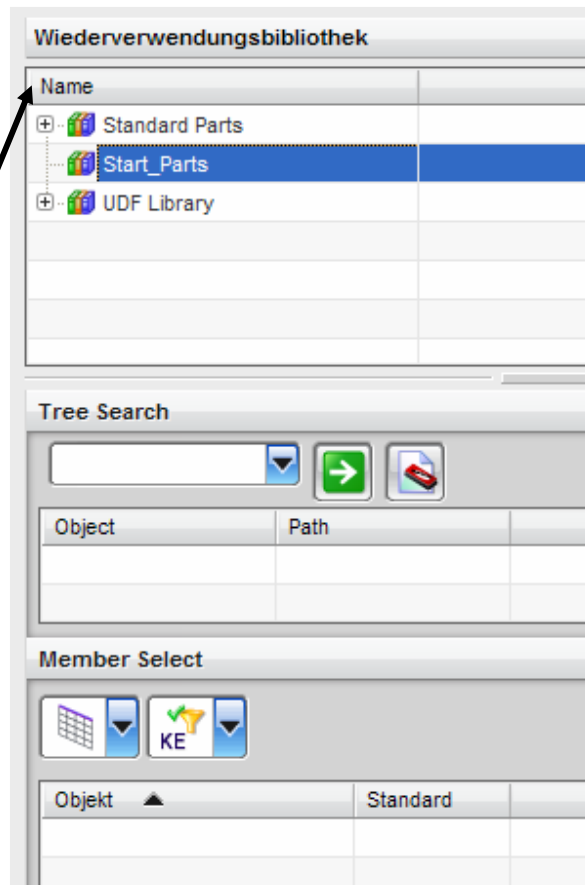 Wiederverwendungsbibliothek
Name
Standard Parts
Start_Parts
UDF Library
Tree Search
Object Path
Member Select
KE
Objekt Standard